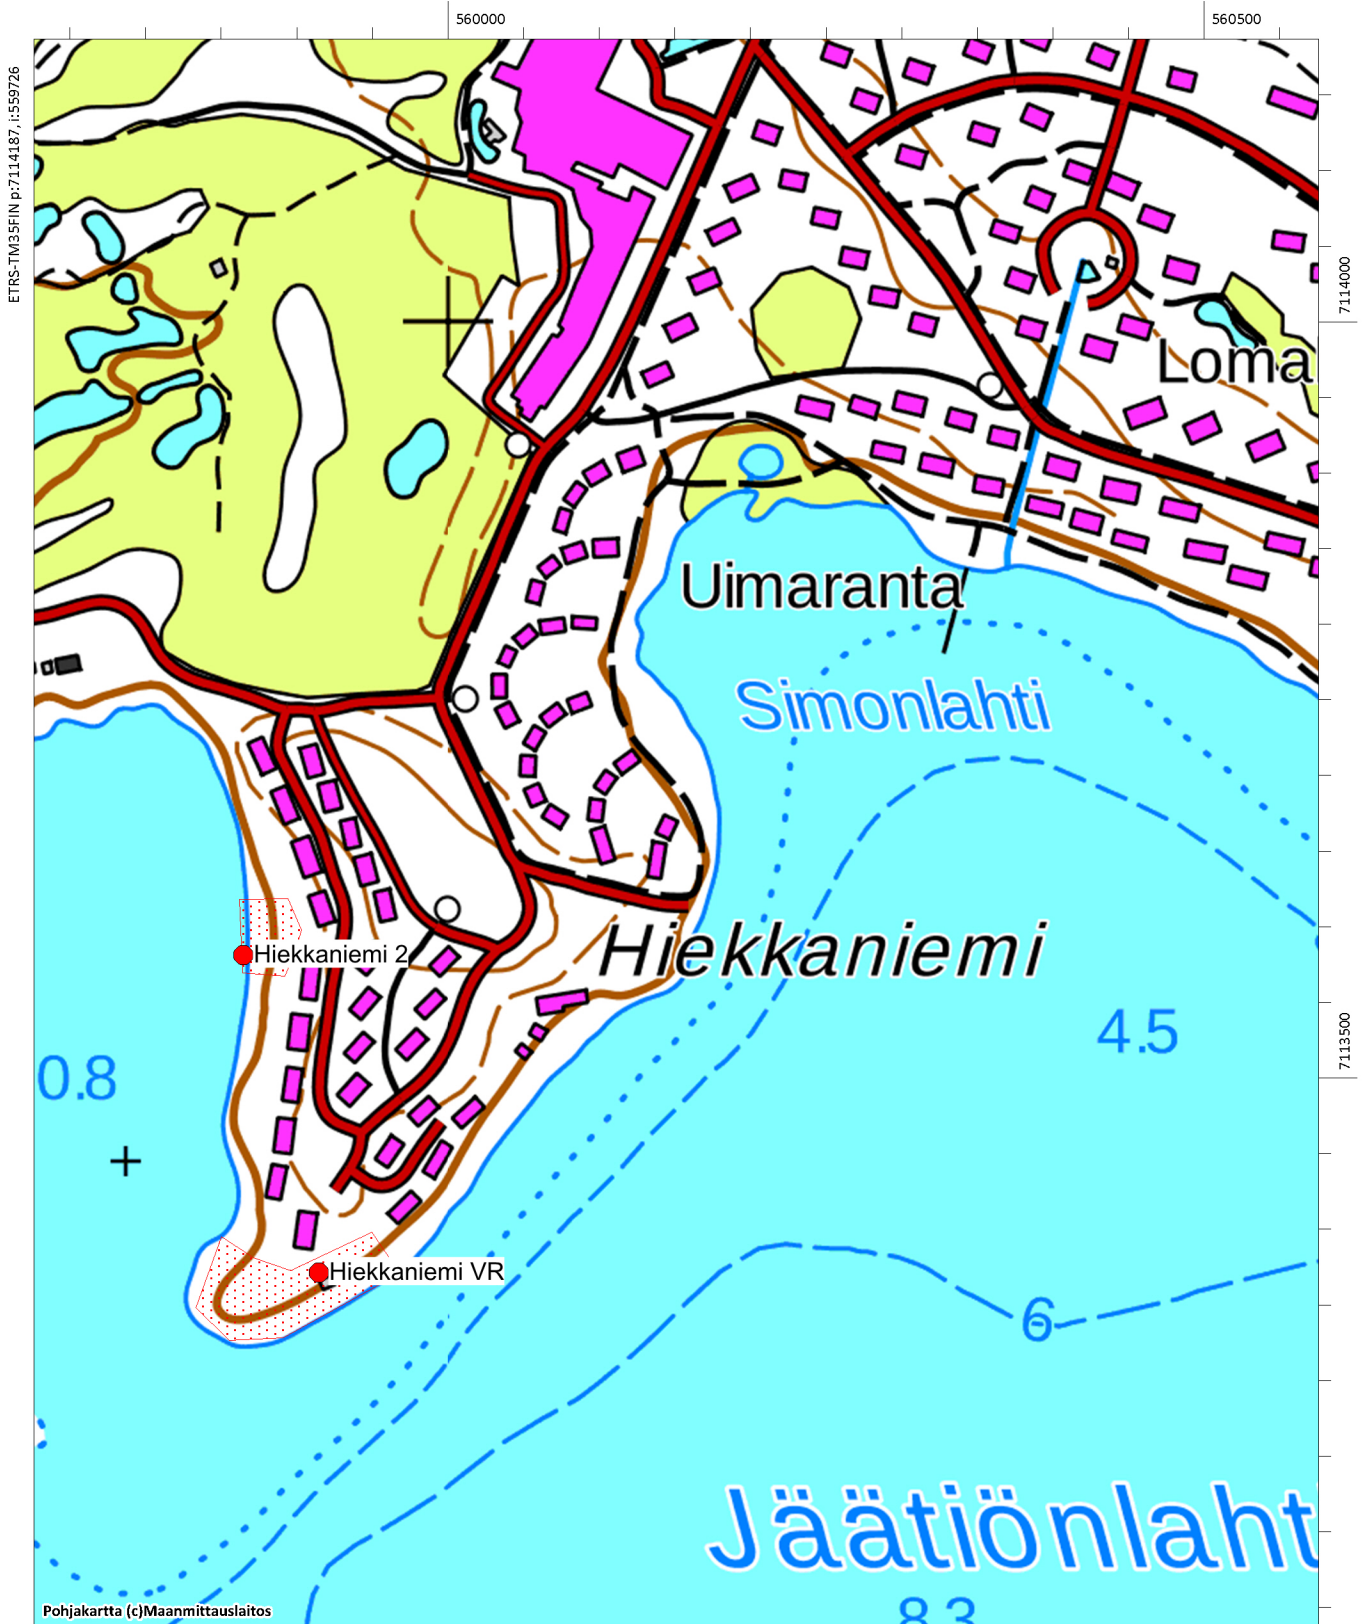 560000
560500
ETRS-TM35FIN p:7114187, i:559726
7114000
Loma
Uimaranta
Simonlahti
Hiekkaniemi
Hiekkaniemi 2
4.5
7113500
0.8
Hiekkaniemi VR
6
Jäätiönlaht
83
Pohjakartta (c)Maanmittauslaitos